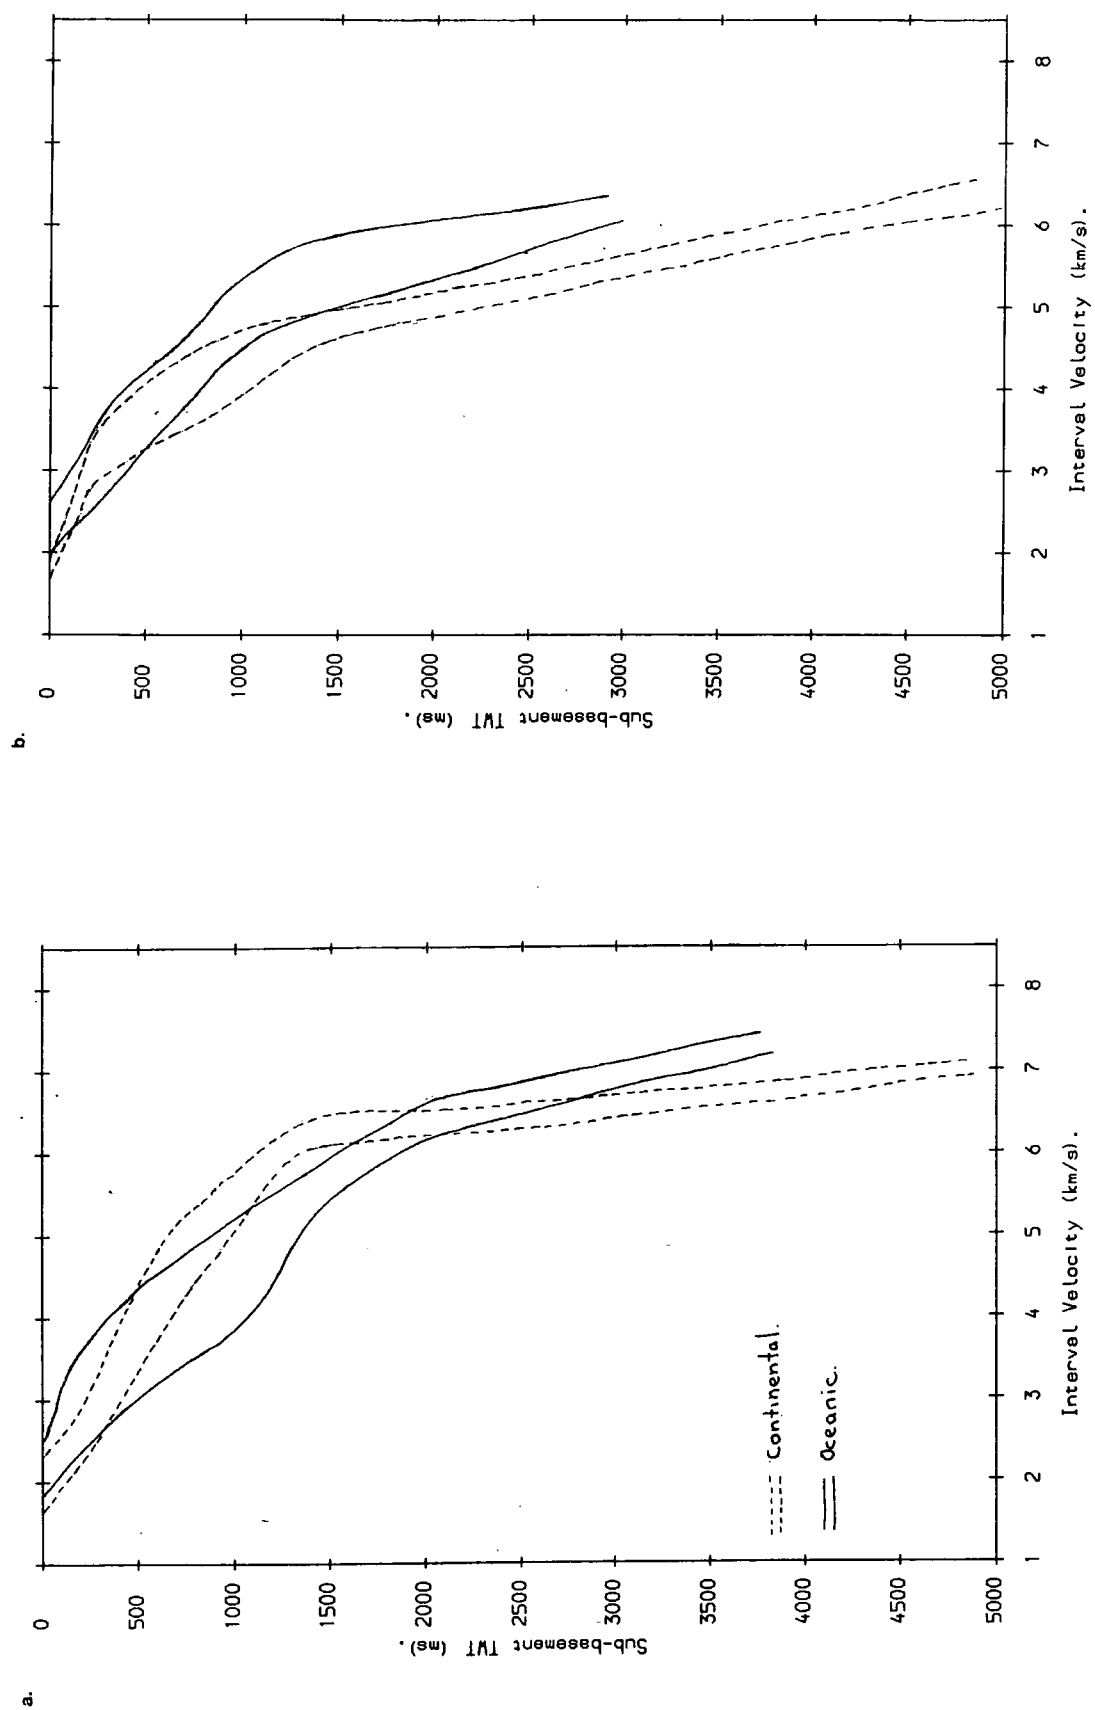 a.
0
500
1000
1500
2000
2500
3000
3500
4000
4500
5000
Sub-basement TWT (ms).
1 2 3 4 5 6 7 8
Interval Velocity (km/s).
Continental.
Oceanic.
b.
0
500
1000
1500
2000
2500
3000
3500
4000
4500
5000
Sub-basement TWT (ms).
1 2 3 4 5 6 7 8
Interval Velocity (km/s).